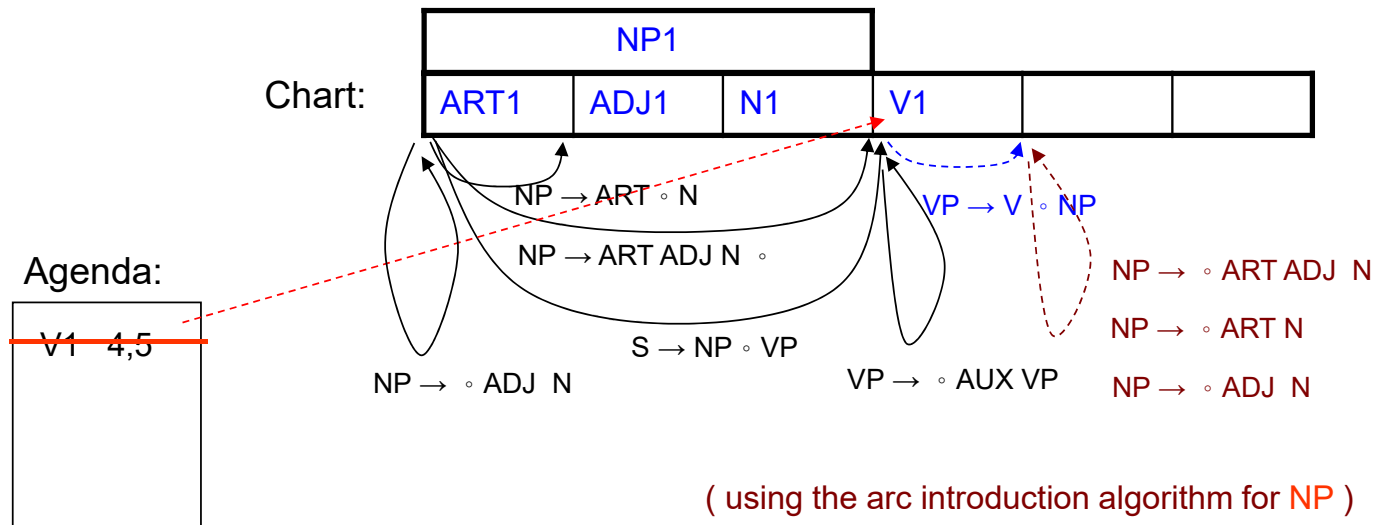 NP1
Chart:
ART1 ADJ1 N1 V1
NP → ART ◦ N
VP → V ◦ NP
NP → ART ADJ N ◦
Agenda:
V1 4,5
S → NP ◦ VP
NP → ◦ ADJ N
VP → ◦ AUX VP
NP → ◦ ART ADJ N
NP → ◦ ART N
NP → ◦ ADJ N
( using the arc introduction algorithm for NP )